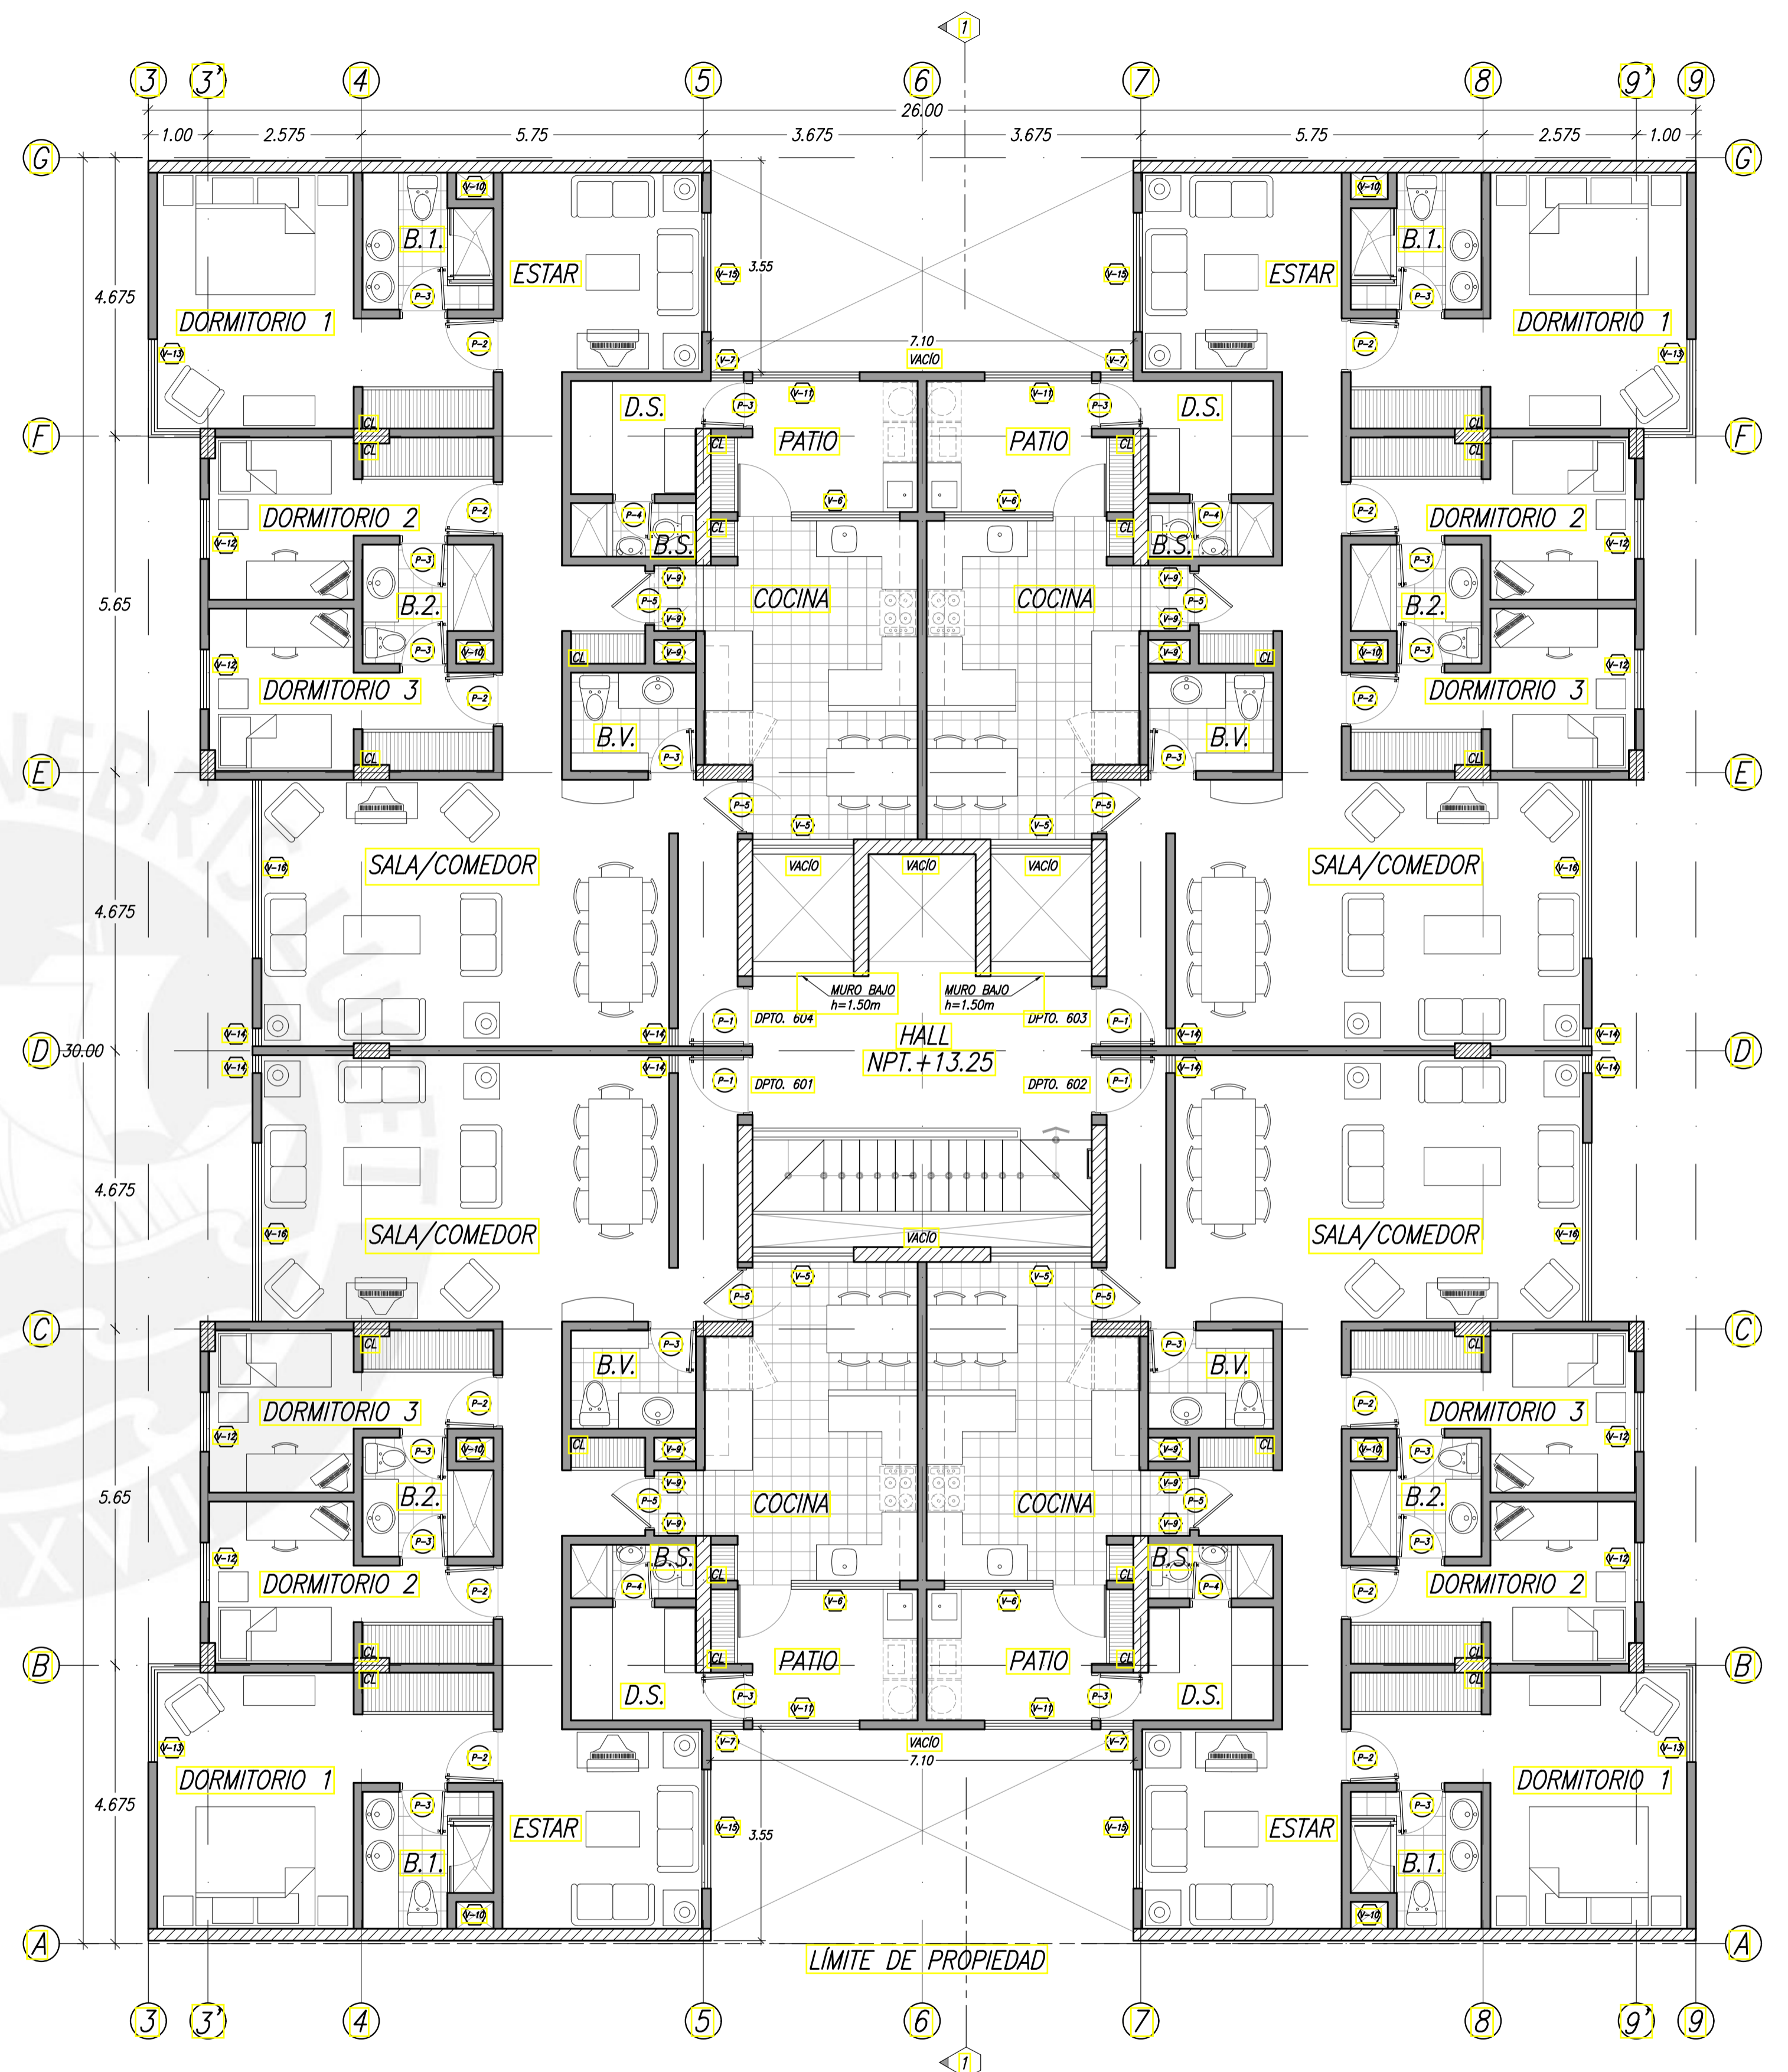 1
3 3' 4 5 6 7 8 9' 9
26.00
1.00 2.575 5.75 3.675 3.675 5.75 2.575 1.00
G G
V-10 V-10
B.1. B.1.
ESTAR V-15 3.55 V-15 ESTAR
4.675 P-3 P-3
DORMITORIO 1 DORMITORIO 1
7.10
V-13 P-2 V-7 VACÍO V-7 P-2 V-13
V-11 V-11
D.S. P-3 P-3 D.S.
CL CL
F F
CL CL PATIO PATIO CL CL
V-6 V-6
DORMITORIO 2 P-2 P-4 P-4 P-2 DORMITORIO 2
CL CL
V-12 B.S. B.S. V-12
P-3 P-3
V-9 V-9
5.65 B.2. P-5 COCINA COCINA P-5 B.2.
V-9 V-9
P-3 V-10 V-9 V-9 V-10 P-3
V-12 CL CL V-12
DORMITORIO 3 P-2 P-2 DORMITORIO 3
B.V. B.V.
CL P-3 P-3 CL
E E
P-5 P-5
V-5 V-5
V-16 SALA/COMEDOR VACÍO VACÍO VACÍO SALA/COMEDOR V-16
4.675
MURO BAJO MURO BAJO
h=1.50m h=1.50m
P-1 DPTO. 604 DPTO. 603 P-1
V-14 V-14 HALL V-14 V-14
D 30.00 D
NPT.+13.25
V-14 V-14 V-14 V-14
P-1 DPTO. 601 DPTO. 602 P-1
4.675
V-16 SALA/COMEDOR VACÍO SALA/COMEDOR V-16
V-5 V-5
P-5 P-5
C C
CL P-3 P-3 CL
B.V. B.V.
DORMITORIO 3 P-2 P-2 DORMITORIO 3
V-12 CL CL V-12
P-3 V-10 V-9 V-9 V-10 P-3
V-9 V-9
5.65 B.2. P-5 COCINA COCINA P-5 B.2.
V-9 V-9
P-3 P-3
V-12 B.S. B.S. V-12
CL CL
DORMITORIO 2 P-2 P-4 P-4 P-2 DORMITORIO 2
V-6 V-6
CL CL PATIO PATIO CL CL
B B
CL CL
D.S. P-3 P-3 D.S.
V-11 V-11
V-13 P-2 V-7 VACÍO V-7 P-2 V-13
7.10
DORMITORIO 1 DORMITORIO 1
4.675 P-3 P-3
ESTAR V-15 3.55 V-15 ESTAR
B.1. B.1.
V-10 V-10
A A
LÍMITE DE PROPIEDAD
3 3' 4 5 6 7 8 9' 9
1
NEBRIS LUCET
XVII